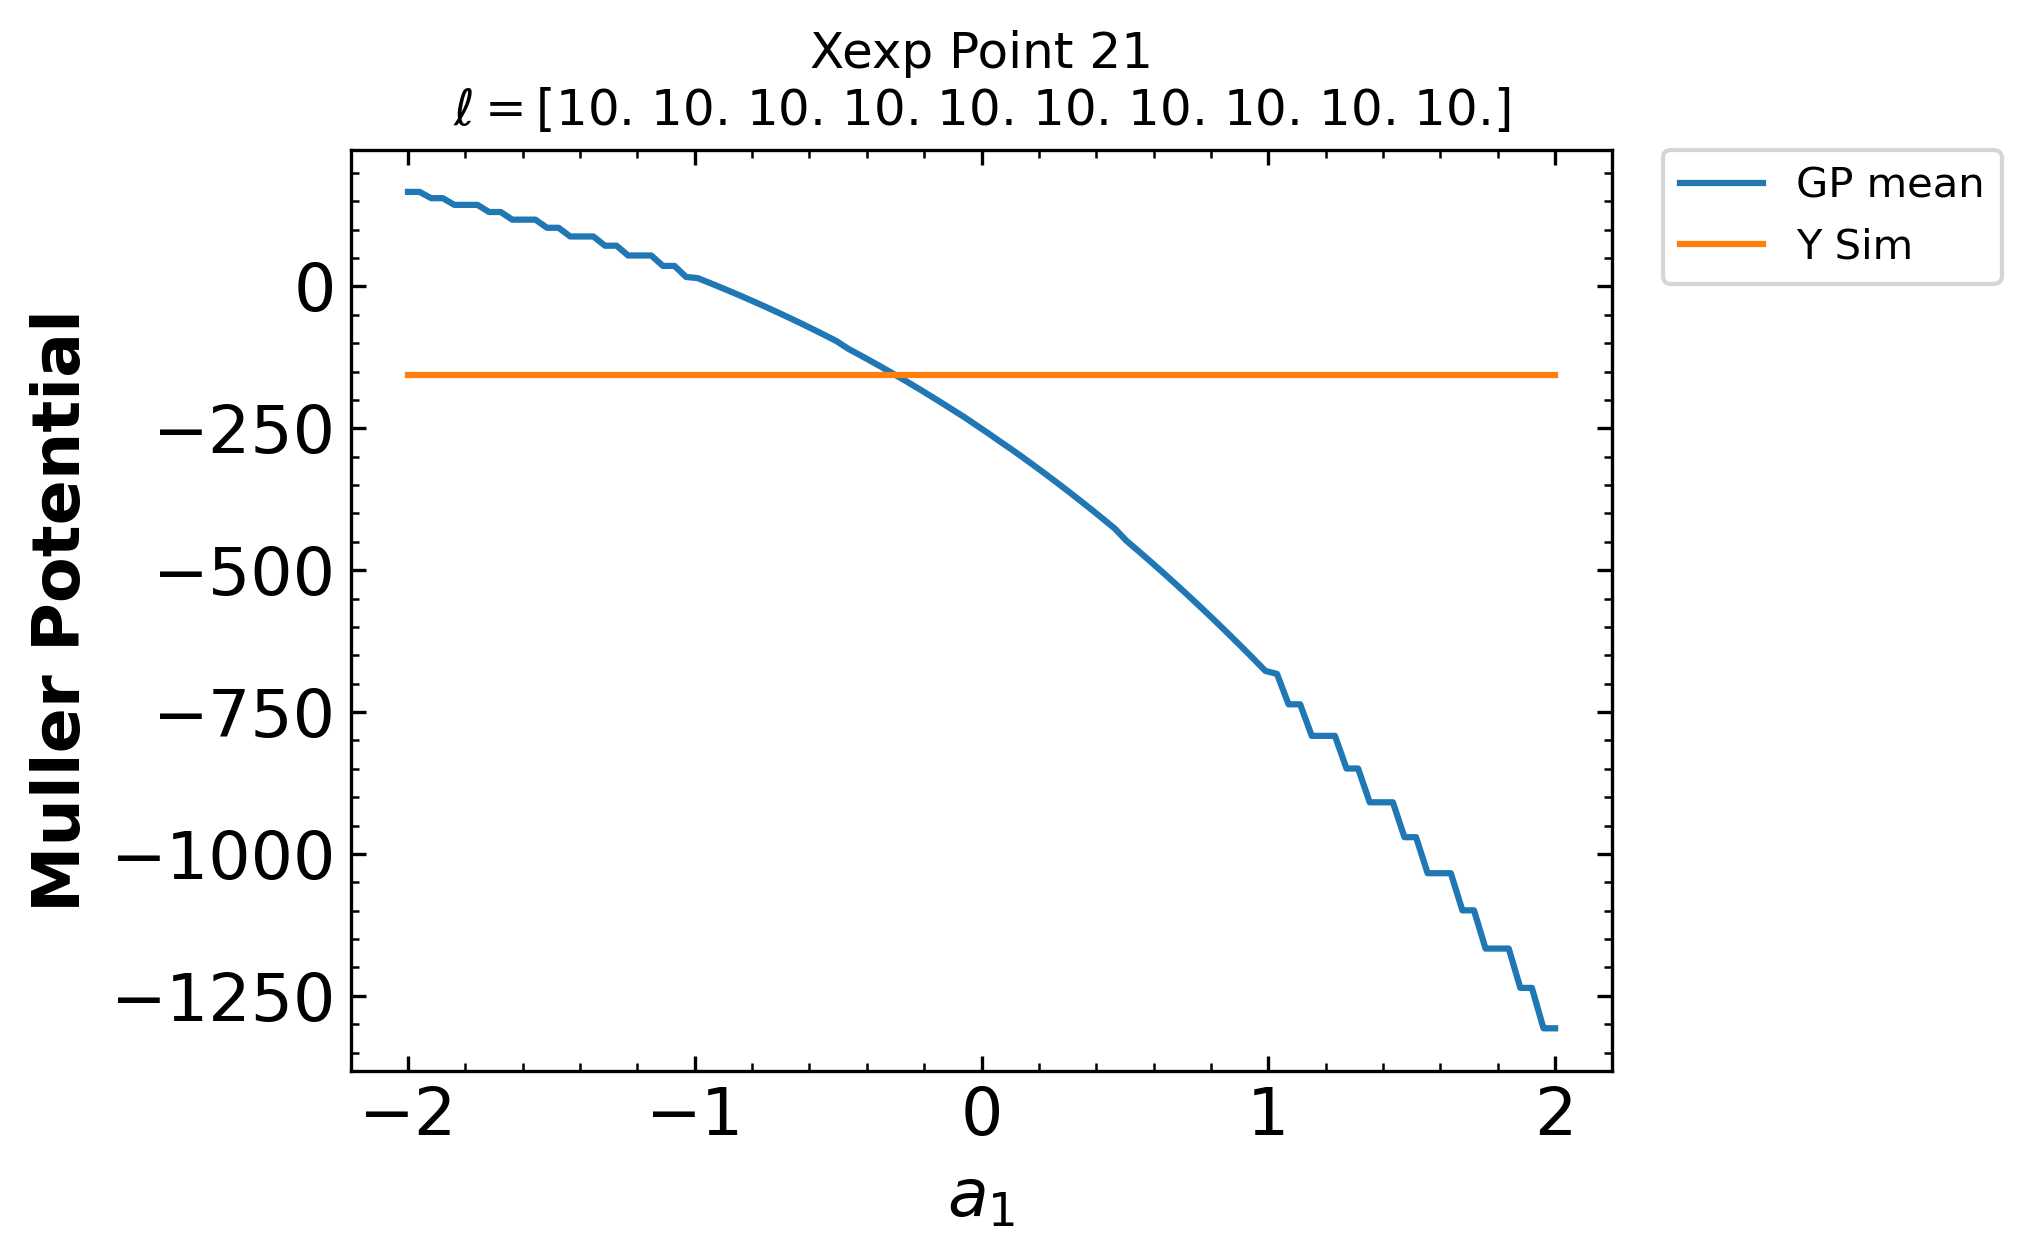 Xexp Point 21
ℓ = [10. 10. 10. 10. 10. 10. 10. 10. 10. 10.]
GP mean
Y Sim
Muller Potential
0
−250
−500
−750
−1000
−1250
−2 −1 0 1 2
a₁